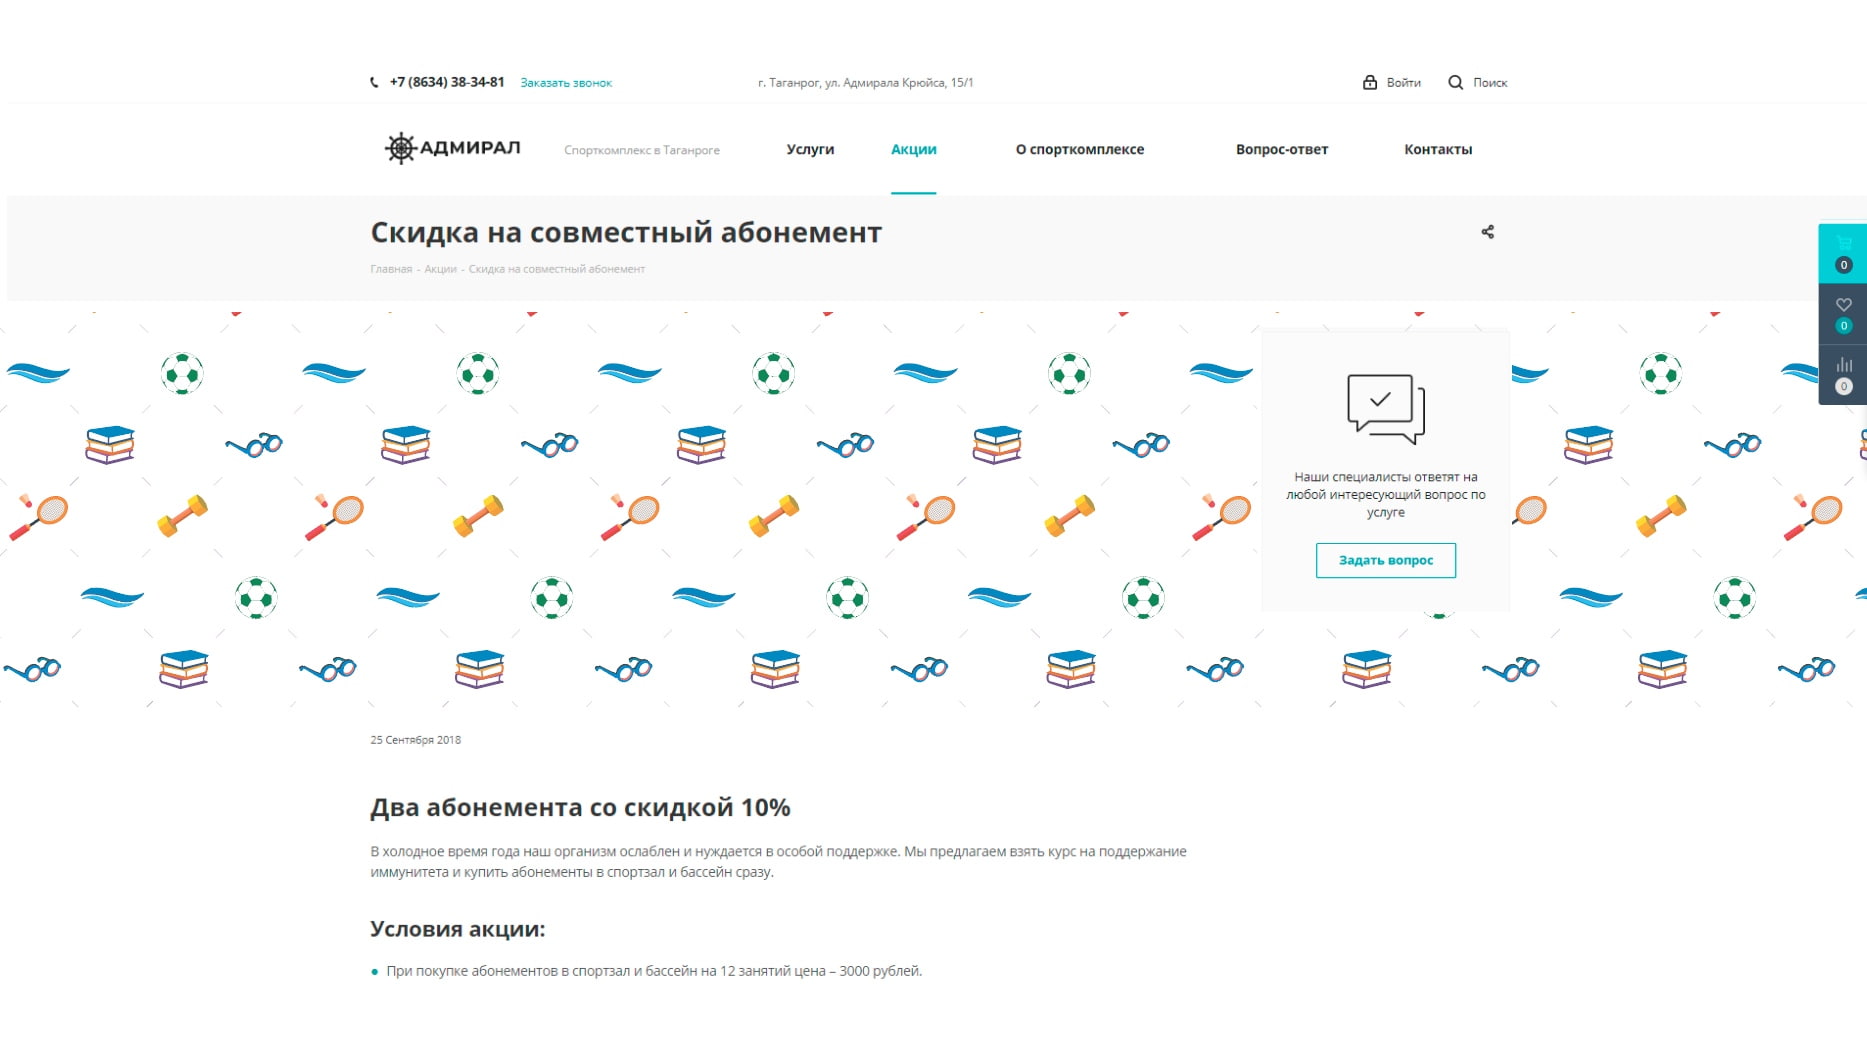 +7 (8634) 38-34-81 Заказать звонок г. Таганрог, ул. Адмирала Крюйса, 15/1 Войти Поиск
АДМИРАЛ Спорткомплекс в Таганроге Услуги Акции О спорткомплексе Вопрос-ответ Контакты
Скидка на совместный абонемент
Главная - Акции - Скидка на совместный абонемент
0
0
0
Наши специалисты ответят на
любой интересующий вопрос по
услуге
Задать вопрос
25 Сентября 2018
Два абонемента со скидкой 10%
В холодное время года наш организм ослаблен и нуждается в особой поддержке. Мы предлагаем взять курс на поддержание
иммунитета и купить абонементы в спортзал и бассейн сразу.
Условия акции:
При покупке абонементов в спортзал и бассейн на 12 занятий цена – 3000 рублей.